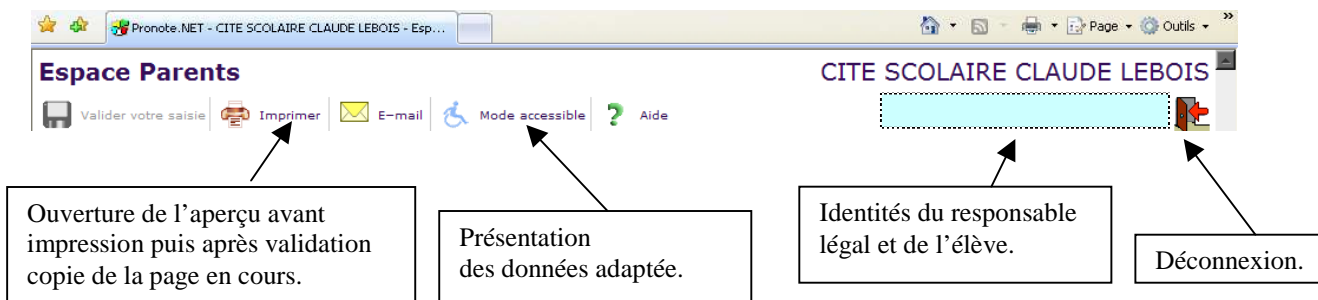 Pronote.NET - CITE SCOLAIRE CLAUDE LEBOIS - Esp...
Page
Outils
»
Espace Parents
CITE SCOLAIRE CLAUDE LEBOIS
Valider votre saisie
Imprimer
E-mail
Mode accessible
Aide
Ouverture de l’aperçu avant
impression puis après validation
copie de la page en cours.
Présentation
des données adaptée.
Identités du responsable
légal et de l’élève.
Déconnexion.